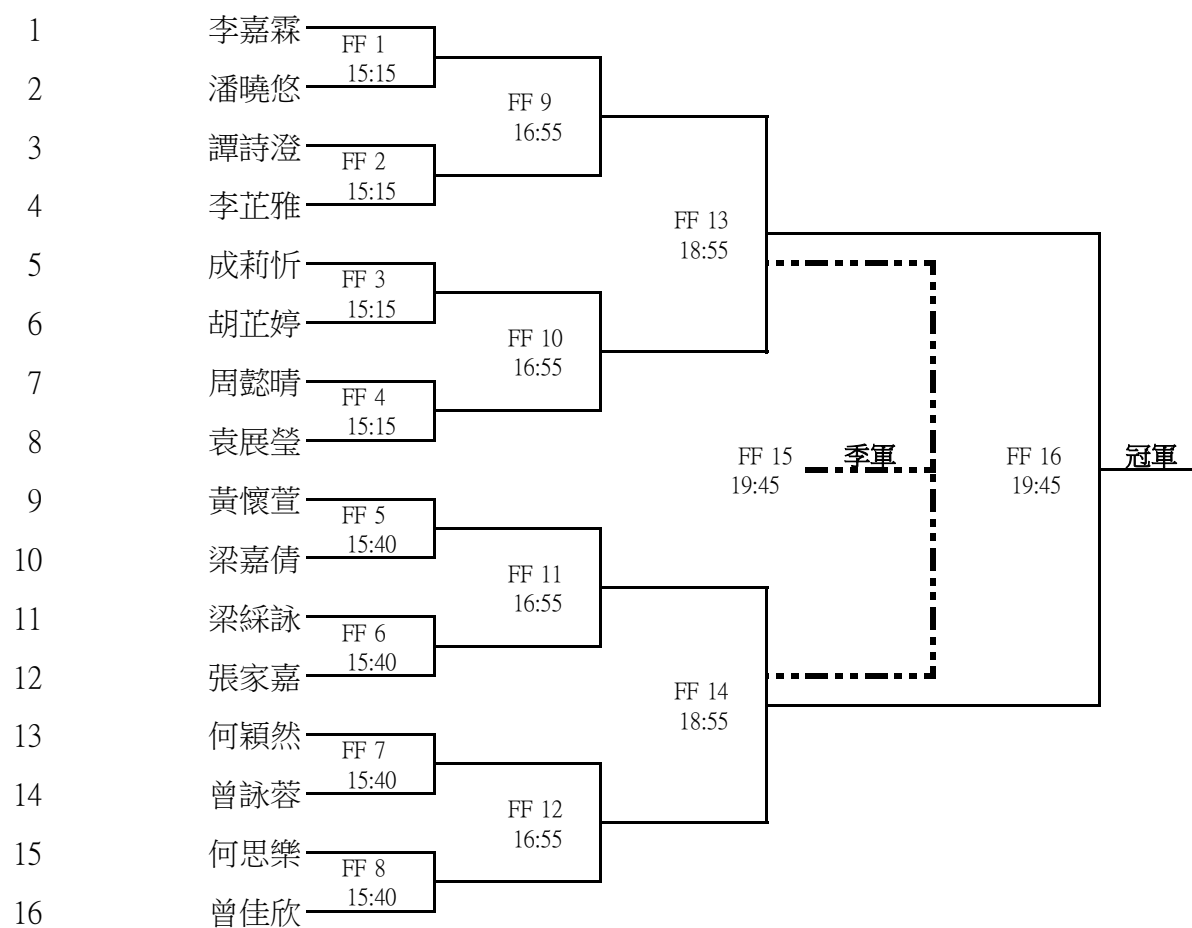 1 李嘉霖
FF 1
15:15
2 潘曉悠
FF 9
16:55
3 譚詩澄
FF 2
15:15
4 李芷雅
FF 13
18:55
5 成莉忻
FF 3
15:15
6 胡芷婷
FF 10
16:55
7 周懿晴
FF 4
15:15
8 袁展瑩
FF 15 季軍
19:45
FF 16 冠軍
19:45
9 黃懷萱
FF 5
15:40
10 梁嘉倩
FF 11
16:55
11 梁綵詠
FF 6
15:40
12 張家嘉
FF 14
18:55
13 何穎然
FF 7
15:40
14 曾詠蓉
FF 12
16:55
15 何思樂
FF 8
15:40
16 曾佳欣